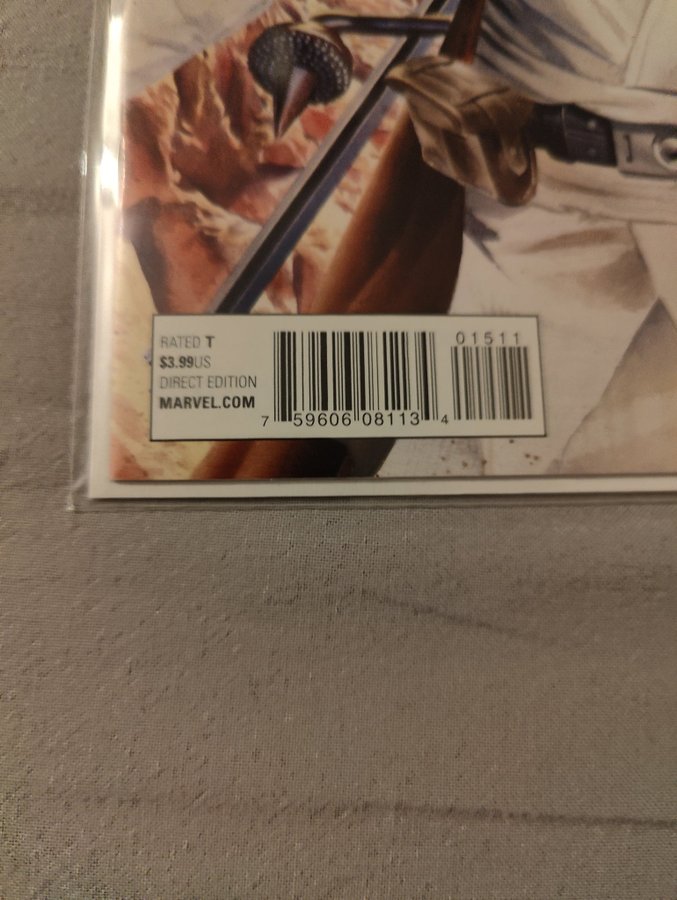 RATED T
$3.99US
DIRECT EDITION
MARVEL.COM
01511
7 59606 08113 4